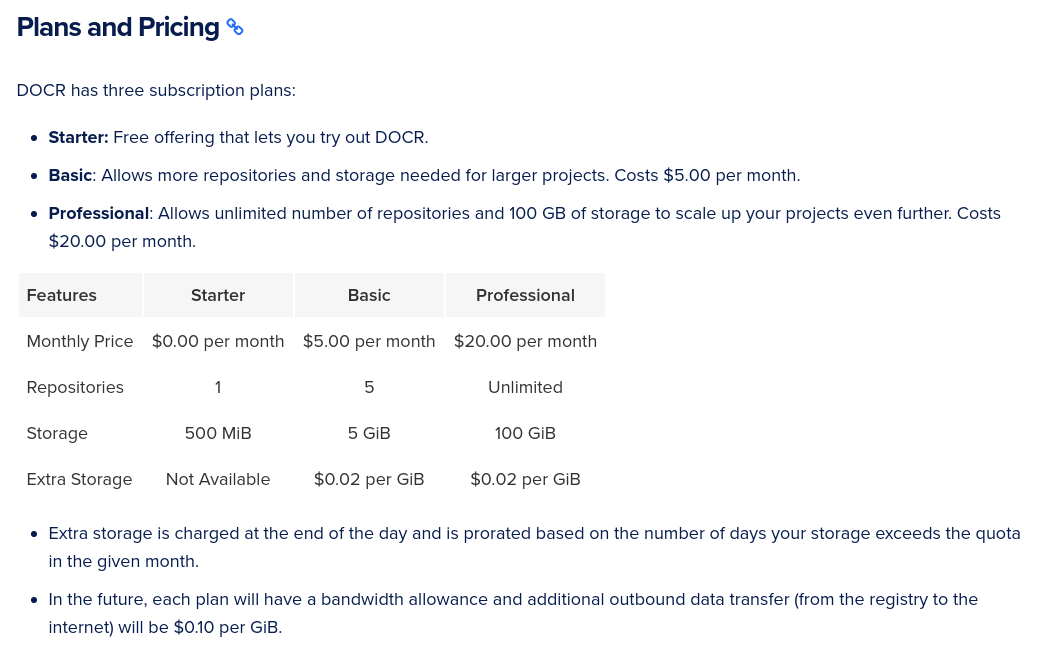 Plans and Pricing
DOCR has three subscription plans:
Starter: Free offering that lets you try out DOCR.
Basic: Allows more repositories and storage needed for larger projects. Costs $5.00 per month.
Professional: Allows unlimited number of repositories and 100 GB of storage to scale up your projects even further. Costs
$20.00 per month.
Features Starter Basic Professional
Monthly Price $0.00 per month $5.00 per month $20.00 per month
Repositories 1 5 Unlimited
Storage 500 MiB 5 GiB 100 GiB
Extra Storage Not Available $0.02 per GiB $0.02 per GiB
Extra storage is charged at the end of the day and is prorated based on the number of days your storage exceeds the quota
in the given month.
In the future, each plan will have a bandwidth allowance and additional outbound data transfer (from the registry to the
internet) will be $0.10 per GiB.